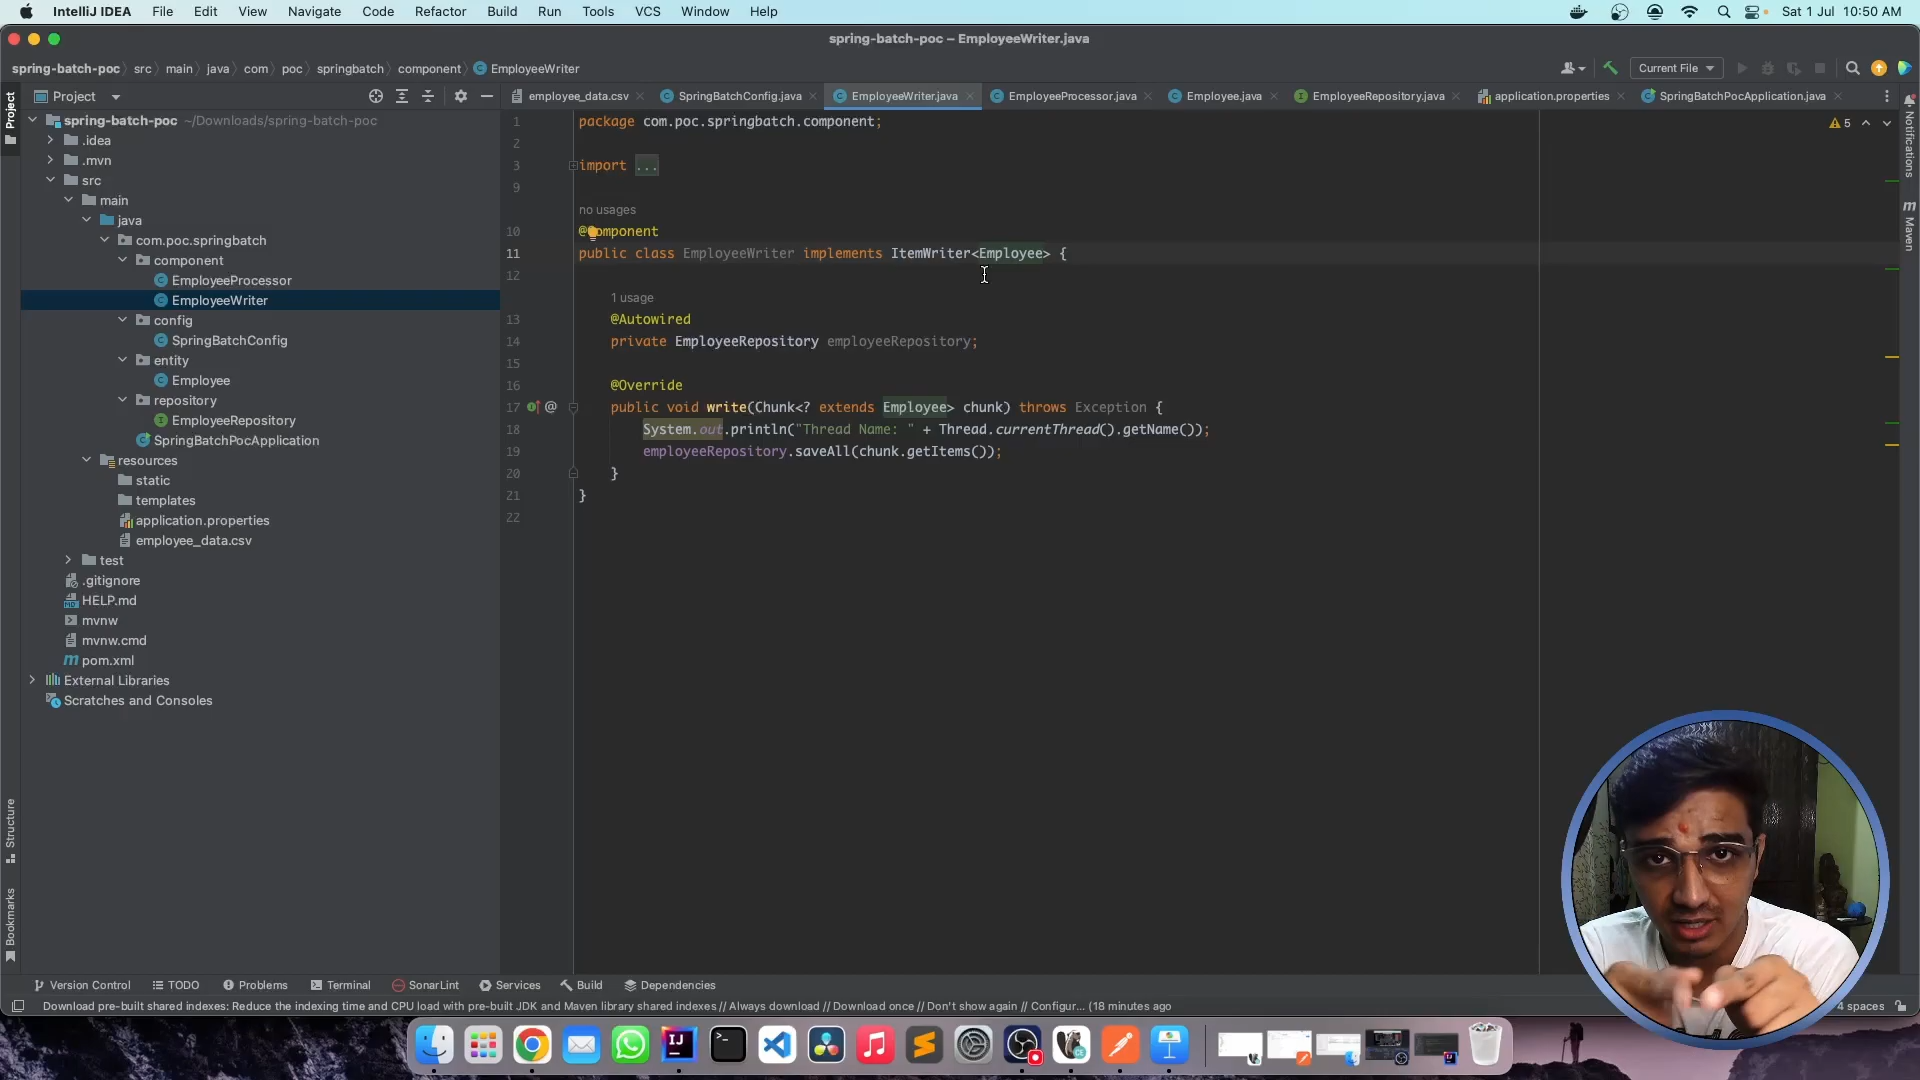 IntelliJ IDEA File Edit View Navigate Code Refactor Build Run Tools VCS Window Help Sat 1 Jul 10:50 AM
spring-batch-poc – EmployeeWriter.java
spring-batch-poc src main java com poc springbatch component EmployeeWriter Current File
Project employee_data.csv SpringBatchConfig.java EmployeeWriter.java EmployeeProcessor.java Employee.java EmployeeRepository.java application.properties SpringBatchPocApplication.java
Project
Notifications
Maven
Structure
Bookmarks
spring-batch-poc ~/Downloads/spring-batch-poc
.idea
.mvn
src
main
java
com.poc.springbatch
component
EmployeeProcessor
EmployeeWriter
config
SpringBatchConfig
entity
Employee
repository
EmployeeRepository
SpringBatchPocApplication
resources
static
templates
application.properties
employee_data.csv
test
.gitignore
HELP.md
mvnw
mvnw.cmd
pom.xml
External Libraries
Scratches and Consoles
5
1 package com.poc.springbatch.component;
2
3 import ...
9
no usages
10 @Component
11 public class EmployeeWriter implements ItemWriter<Employee> {
12
1 usage
13 @Autowired
14 private EmployeeRepository employeeRepository;
15
16 @Override
17 public void write(Chunk<? extends Employee> chunk) throws Exception {
18 System.out.println("Thread Name: " + Thread.currentThread().getName());
19 employeeRepository.saveAll(chunk.getItems());
20 }
21 }
22
Version Control TODO Problems Terminal SonarLint Services Build Dependencies
Download pre-built shared indexes: Reduce the indexing time and CPU load with pre-built JDK and Maven library shared indexes // Always download // Download once // Don't show again // Configur... (18 minutes ago 4 spaces